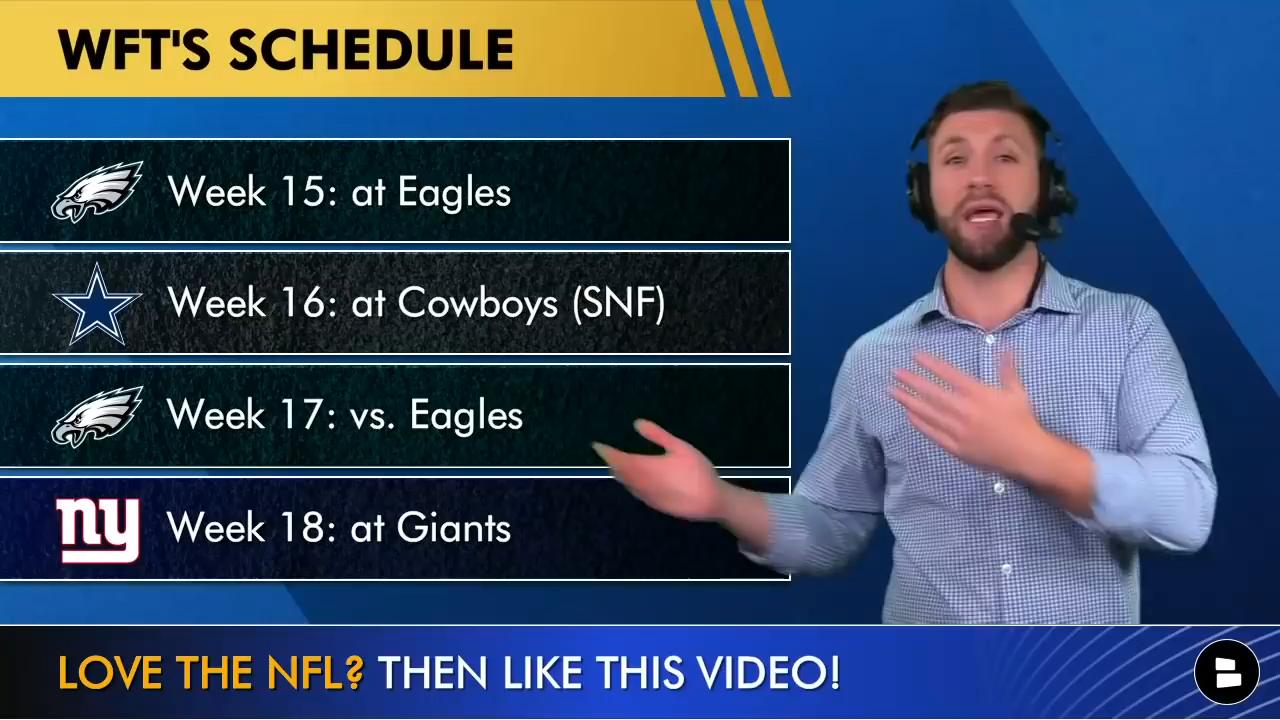 WFT'S SCHEDULE
Week 15: at Eagles
Week 16: at Cowboys (SNF)
Week 17: vs. Eagles
ny Week 18: at Giants
LOVE THE NFL? THEN LIKE THIS VIDEO!